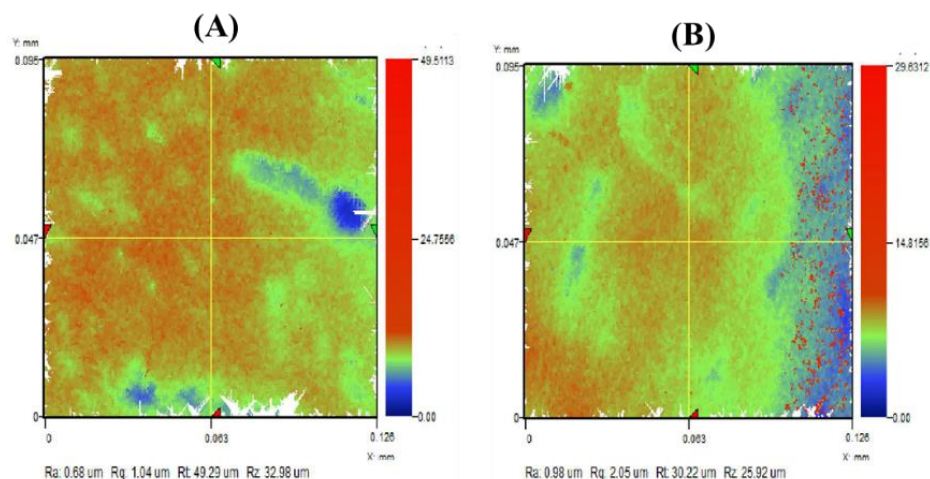 (A)
Y: mm
0.095
0.047
0
0
0.063
0.126
X: mm
49.5113
24.7556
0.00
Ra: 0.68 um Rq: 1.04 um Rt: 49.29 um Rz: 32.98 um
(B)
Y: mm
0.095
0.047
0
0
0.063
0.126
X: mm
29.6312
14.8156
0.00
Ra: 0.98 um Rq: 2.05 um Rt: 30.22 um Rz: 25.92 um